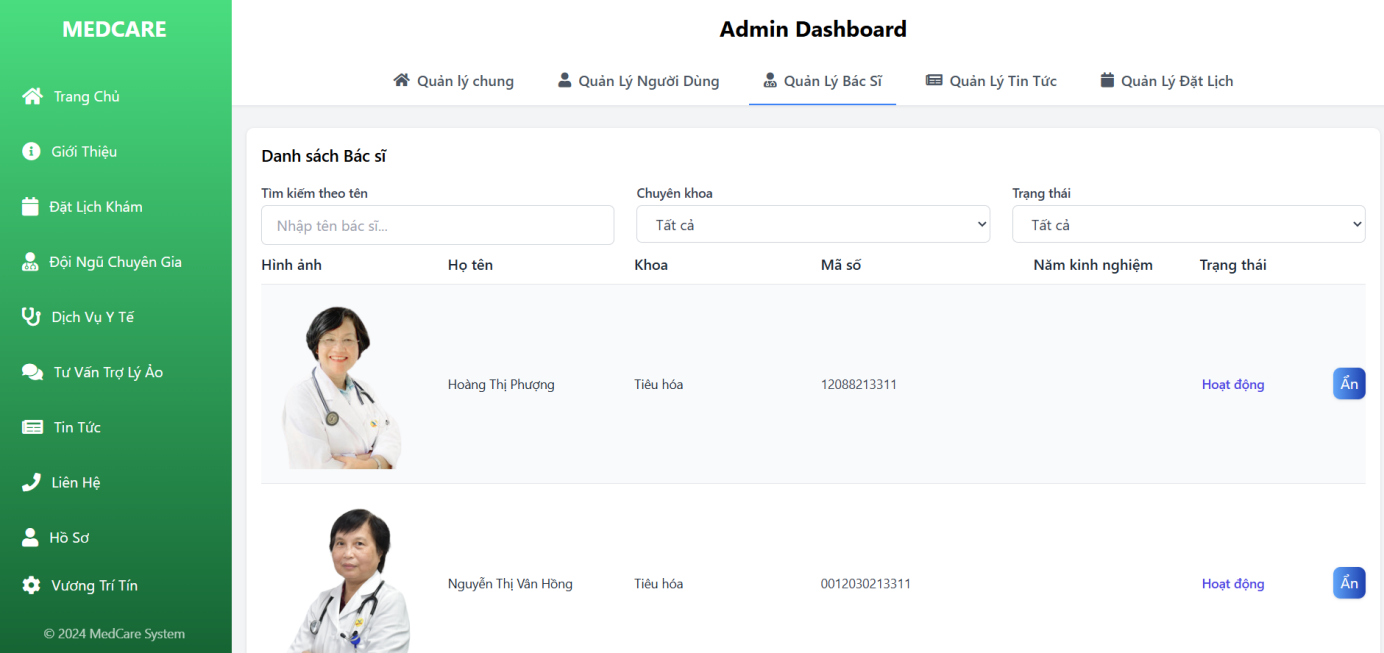 MEDCARE
Trang Chủ
Giới Thiệu
Đặt Lịch Khám
Đội Ngũ Chuyên Gia
Dịch Vụ Y Tế
Tư Vấn Trợ Lý Ảo
Tin Tức
Liên Hệ
Hồ Sơ
Vương Trí Tín
© 2024 MedCare System
Admin Dashboard
Quản lý chung Quản Lý Người Dùng Quản Lý Bác Sĩ Quản Lý Tin Tức Quản Lý Đặt Lịch
Danh sách Bác sĩ
Tìm kiếm theo tên Chuyên khoa Trạng thái
Nhập tên bác sĩ... Tất cả Tất cả
Hình ảnh Họ tên Khoa Mã số Năm kinh nghiệm Trạng thái
Hoàng Thị Phượng Tiêu hóa 12088213311 Hoạt động Ẩn
Nguyễn Thị Vân Hồng Tiêu hóa 0012030213311 Hoạt động Ẩn